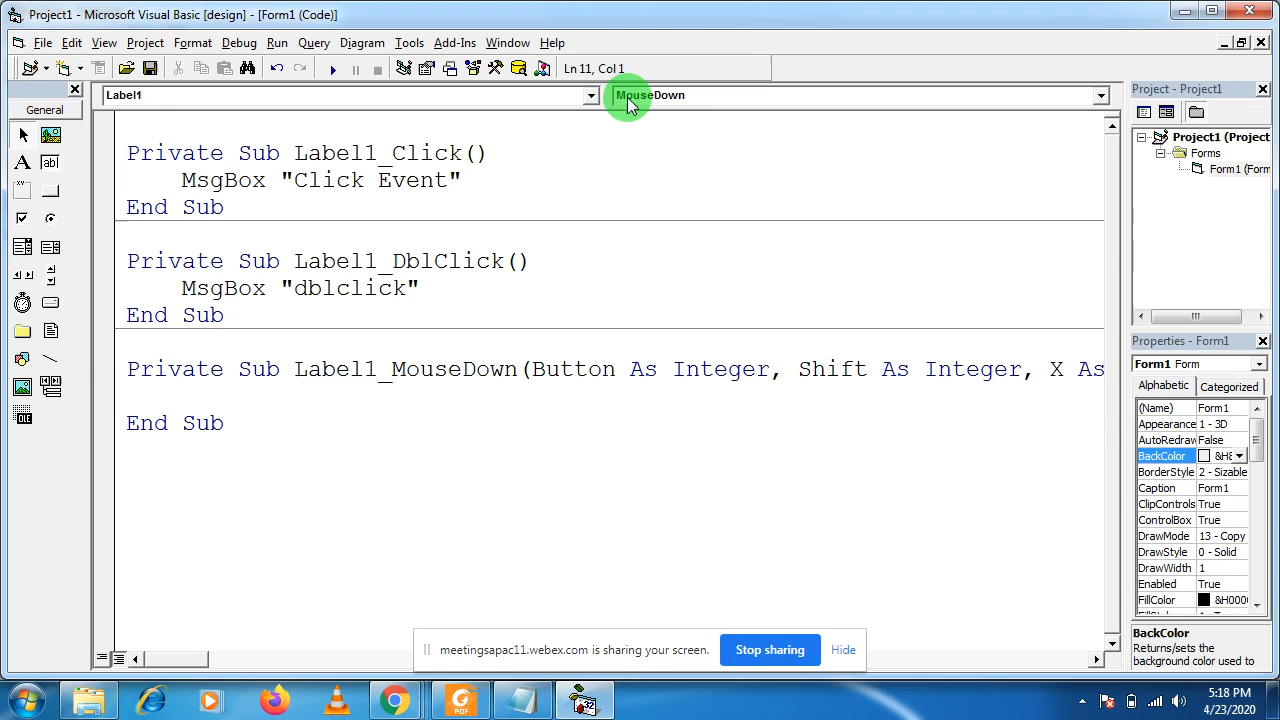 Project1 - Microsoft Visual Basic [design] - [Form1 (Code)]
File Edit View Project Format Debug Run Query Diagram Tools Add-Ins Window Help
Ln 11, Col 1
General
Label1
MouseDown
Private Sub Label1_Click()
MsgBox "Click Event"
End Sub
Private Sub Label1_DblClick()
MsgBox "dblclick"
End Sub
Private Sub Label1_MouseDown(Button As Integer, Shift As Integer, X As
End Sub
Project - Project1
Project1 (Project
Forms
Form1 (Form
Properties - Form1
Form1 Form
Alphabetic Categorized
(Name) Form1
Appearance 1 - 3D
AutoRedraw False
BackColor &H8
BorderStyle 2 - Sizable
Caption Form1
ClipControls True
ControlBox True
DrawMode 13 - Copy
DrawStyle 0 - Solid
DrawWidth 1
Enabled True
FillColor &H000
BackColor
Returns/sets the
background color used to
meetingsapac11.webex.com is sharing your screen. Stop sharing Hide
PDF
5:18 PM
4/23/2020